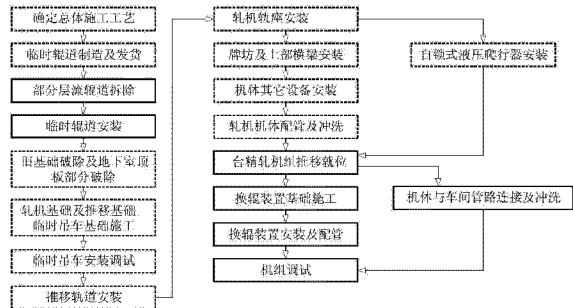 确定总体施工工艺
临时辊道制造及发货
部分层流辊道拆除
临时辊道安装
旧基础破除及地下室顶
板部分破除
轧机基础及推移基础
临时吊车基础施工
临时吊车安装调试
推移轨道安装
轧机轨座安装
牌坊及上部横梁安装
机体其它设备安装
轧机机体配管及冲洗
台精轧机组推移就位
换辊装置基础施工
换辊装置安装及配管
机组调试
自锁式液压爬行器安装
机体与车间管路连接及冲洗